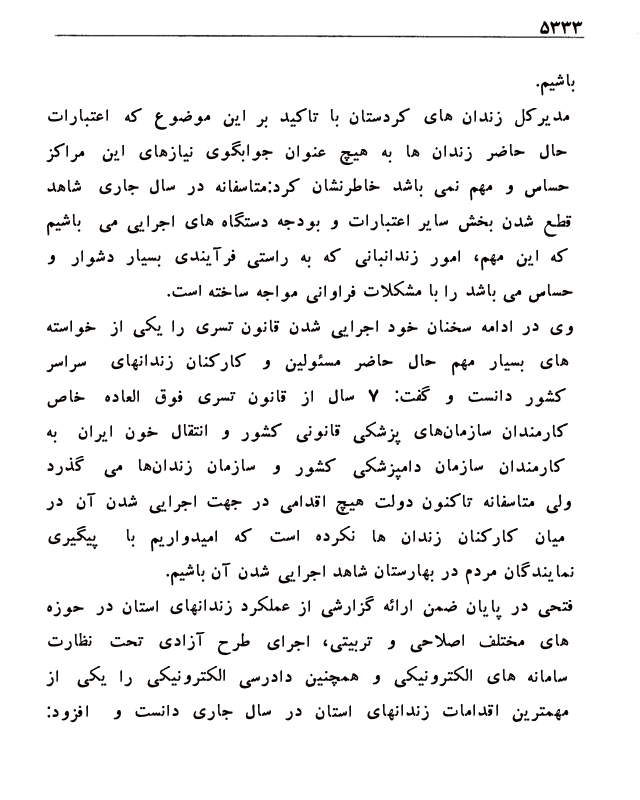 ۵۳۳۳
باشیم.
مدیرکل زندان های کردستان با تاکید بر این موضوع که اعتبارات
حال حاضر زندان ها به هیچ عنوان جوابگوی نیازهای این مراکز
حساس و مهم نمی باشد خاطرنشان کرد:متاسفانه در سال جاری شاهد
قطع شدن بخش سایر اعتبارات و بودجه دستگاه های اجرایی می باشیم
که این مهم، امور زندانبانی که به راستی فرآیندی بسیار دشوار و
حساس می باشد را با مشکلات فراوانی مواجه ساخته است.
وی در ادامه سخنان خود اجرایی شدن قانون تسری را یکی از خواسته
های بسیار مهم حال حاضر مسئولین و کارکنان زندانهای سراسر
کشور دانست و گفت: ۷ سال از قانون تسری فوق العاده خاص
کارمندان سازمان‌های پزشکی قانونی کشور و انتقال خون ایران به
کارمندان سازمان دامپزشکی کشور و سازمان زندان‌ها می گذرد
ولی متاسفانه تاکنون دولت هیچ اقدامی در جهت اجرایی شدن آن در
میان کارکنان زندان ها نکرده است که امیدواریم با پیگیری
نمایندگان مردم در بهارستان شاهد اجرایی شدن آن باشیم.
فتحی در پایان ضمن ارائه گزارشی از عملکرد زندانهای استان در حوزه
های مختلف اصلاحی و تربیتی، اجرای طرح آزادی تحت نظارت
سامانه های الکترونیکی و همچنین دادرسی الکترونیکی را یکی از
مهمترین اقدامات زندانهای استان در سال جاری دانست و افزود: